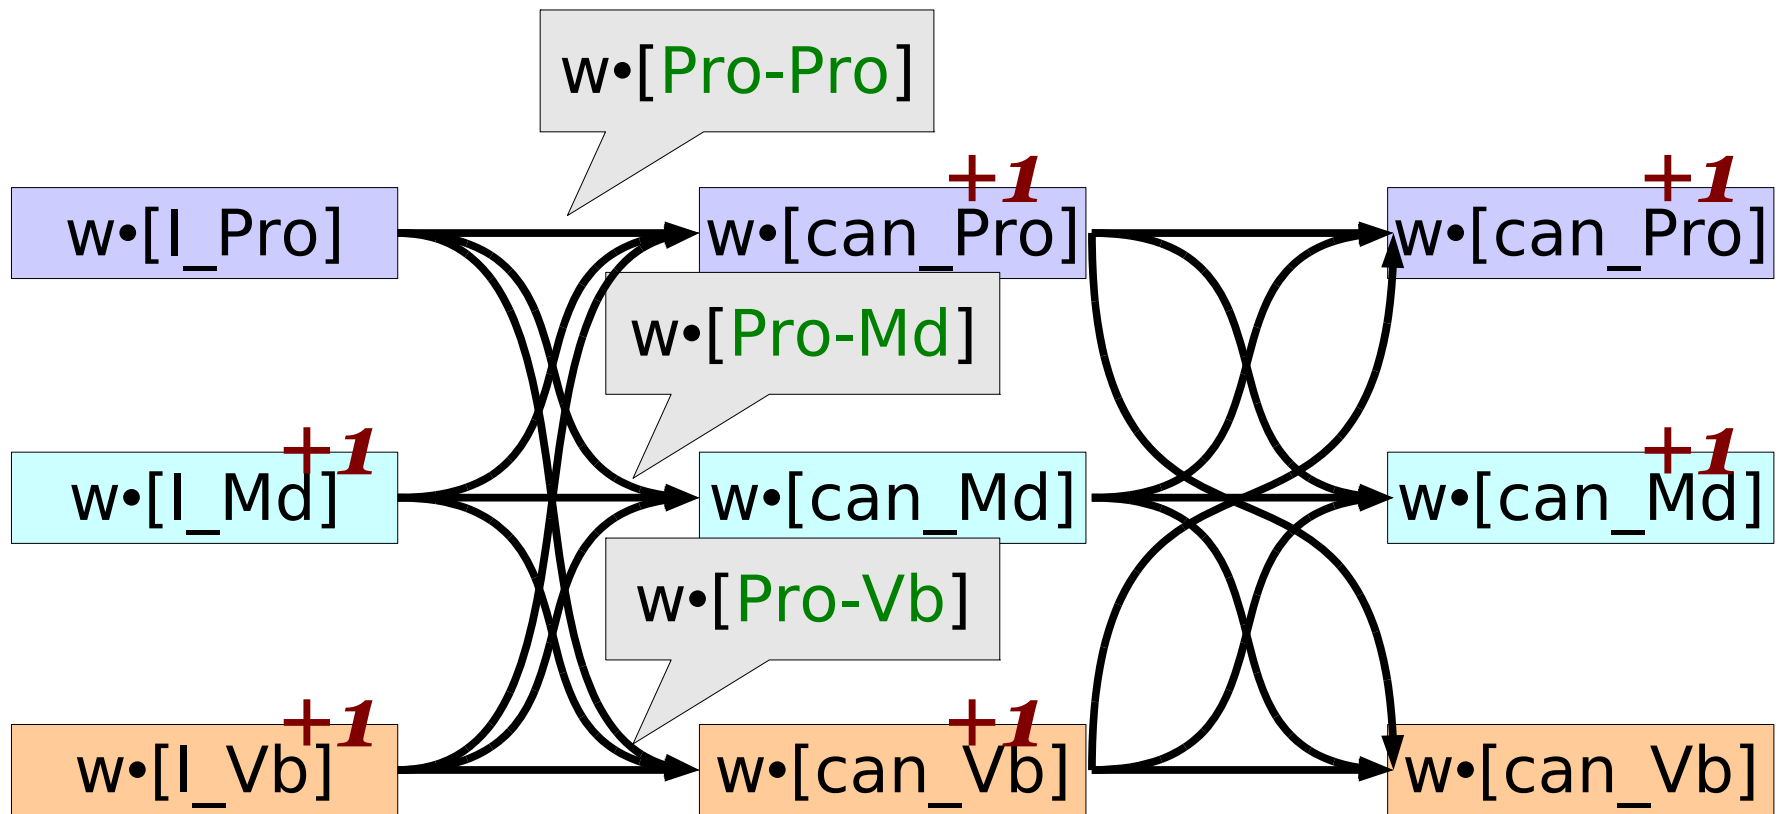 w•[Pro-Pro]
+1 +1
w•[I_Pro] w•[can_Pro] w•[can_Pro]
w•[Pro-Md]
+1 +1
w•[I_Md] w•[can_Md] w•[can_Md]
w•[Pro-Vb]
+1 +1
w•[I_Vb] w•[can_Vb] w•[can_Vb]